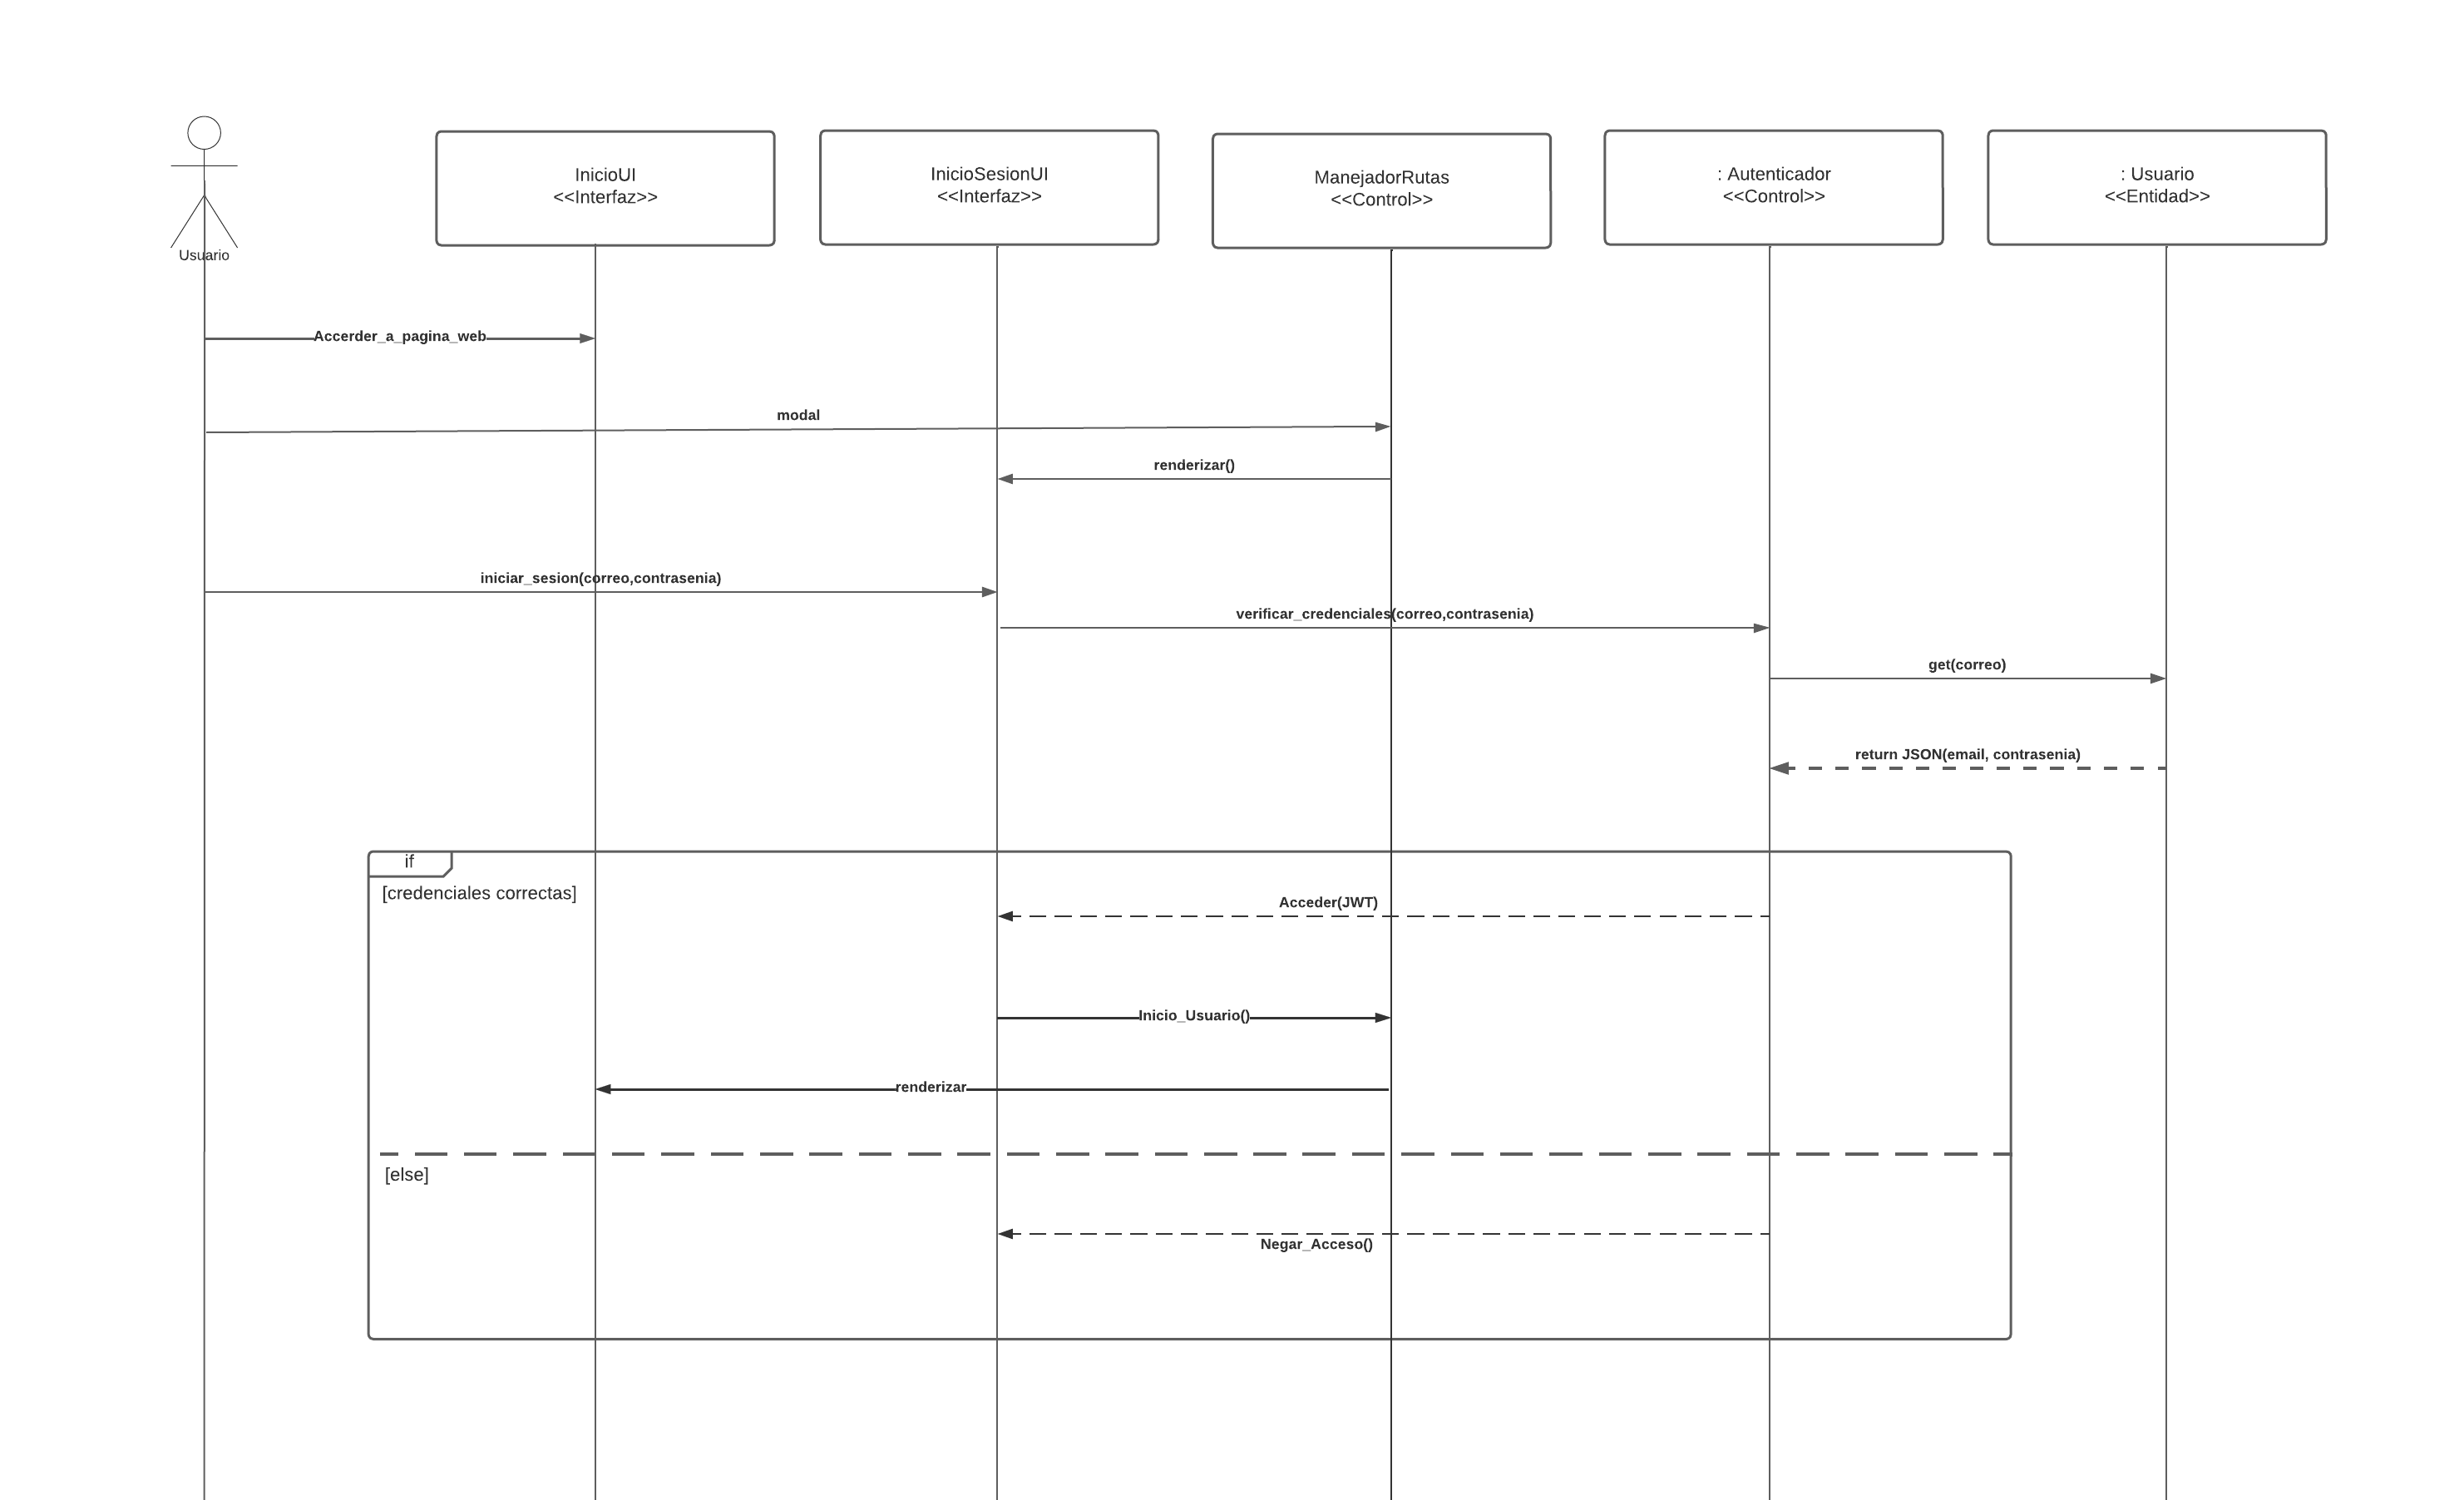 Usuario
InicioUI
<<Interfaz>>
InicioSesionUI
<<Interfaz>>
ManejadorRutas
<<Control>>
: Autenticador
<<Control>>
: Usuario
<<Entidad>>
Accerder_a_pagina_web
modal
renderizar()
iniciar_sesion(correo,contrasenia)
verificar_credenciales(correo,contrasenia)
get(correo)
return JSON(email, contrasenia)
if
[credenciales correctas]
Acceder(JWT)
Inicio_Usuario()
renderizar
[else]
Negar_Acceso()